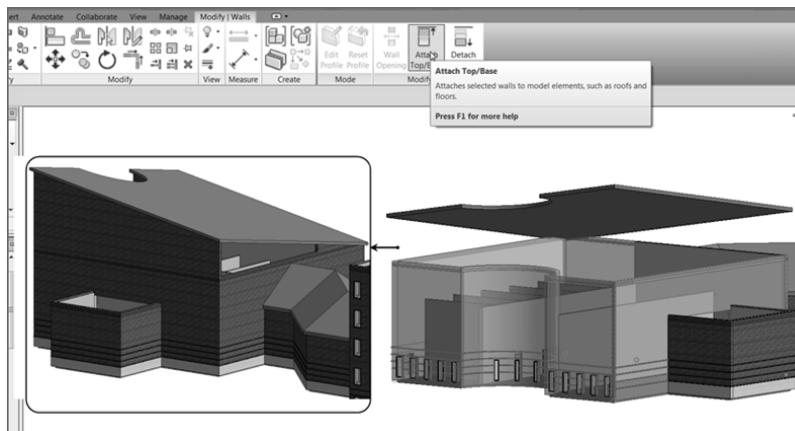 ert Annotate Collaborate View Manage Modify | Walls
Edit Profile
Reset Profile
Wall Opening
Attach Top/B
Detach
Modify View Measure Create Mode Modify
Attach Top/Base
Attaches selected walls to model elements, such as roofs and
floors.
Press F1 for more help